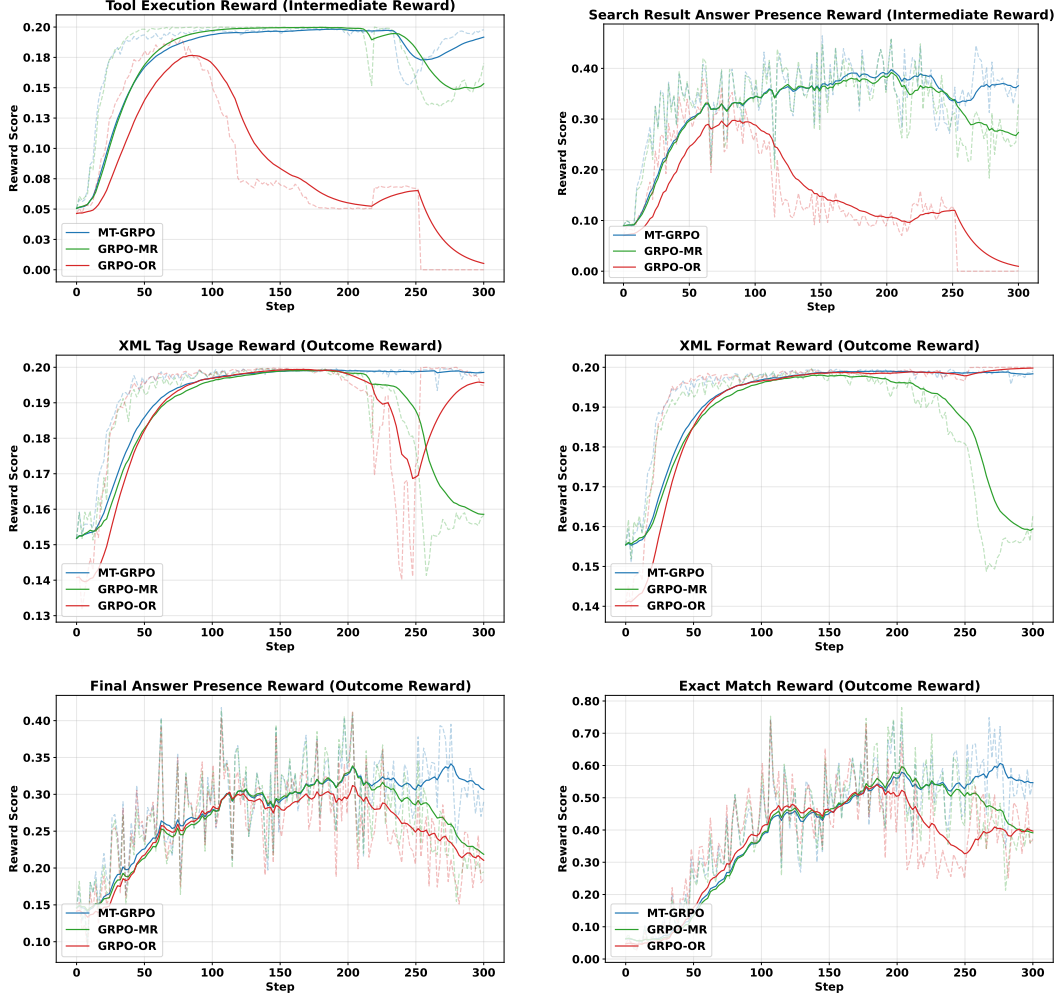 Tool Execution Reward (Intermediate Reward)
Reward Score
0.20
0.18
0.15
0.13
0.10
0.08
0.05
0.03
0.00
MT-GRPO
GRPO-MR
GRPO-OR
0 50 100 150 200 250 300
Step
Search Result Answer Presence Reward (Intermediate Reward)
Reward Score
0.40
0.30
0.20
0.10
0.00
MT-GRPO
GRPO-MR
GRPO-OR
0 50 100 150 200 250 300
Step
XML Tag Usage Reward (Outcome Reward)
Reward Score
0.20
0.19
0.18
0.17
0.16
0.15
0.14
0.13
MT-GRPO
GRPO-MR
GRPO-OR
0 50 100 150 200 250 300
Step
XML Format Reward (Outcome Reward)
Reward Score
0.20
0.19
0.18
0.17
0.16
0.15
0.14
MT-GRPO
GRPO-MR
GRPO-OR
0 50 100 150 200 250 300
Step
Final Answer Presence Reward (Outcome Reward)
Reward Score
0.40
0.35
0.30
0.25
0.20
0.15
0.10
MT-GRPO
GRPO-MR
GRPO-OR
0 50 100 150 200 250 300
Step
Exact Match Reward (Outcome Reward)
Reward Score
0.80
0.70
0.60
0.50
0.40
0.30
0.20
0.10
0.00
MT-GRPO
GRPO-MR
GRPO-OR
0 50 100 150 200 250 300
Step